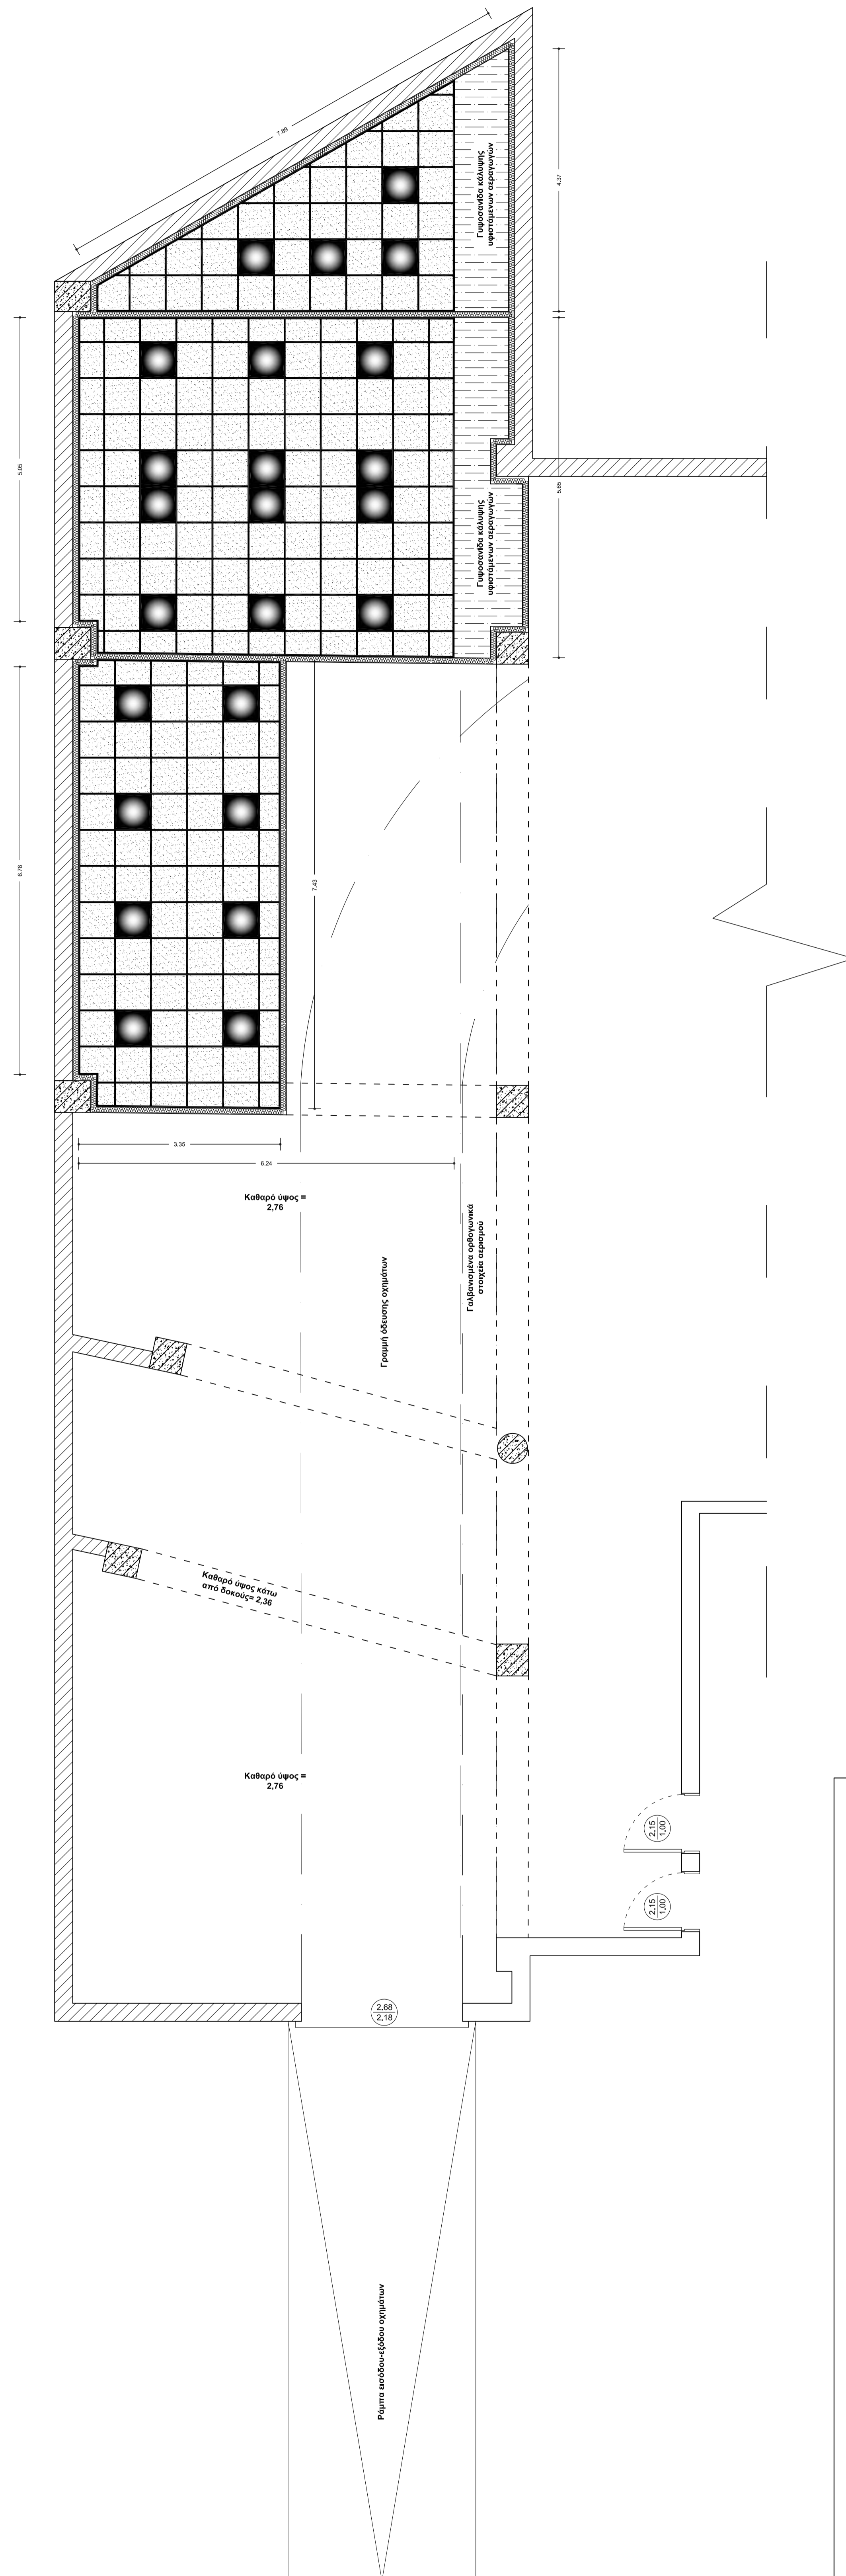 7,89
4,37
Γυψοσανίδα κάλυψης
υφιστάμενων αεραγωγών
5,05
5,65
Γυψοσανίδα κάλυψης
υφιστάμενων αεραγωγών
6,78
7,43
3,35
6,24
Καθαρό ύψος =
2,76
Γαλβανισμένα ορθογωνικά
στοιχεία αερισμού
Γραμμή όδευσης οχημάτων
Καθαρό ύψος κάτω
από δοκούς= 2,36
Καθαρό ύψος =
2,76
2,15
1,00
2,15
1,00
2,68
2,18
Ράμπα εισόδου-εξόδου οχημάτων